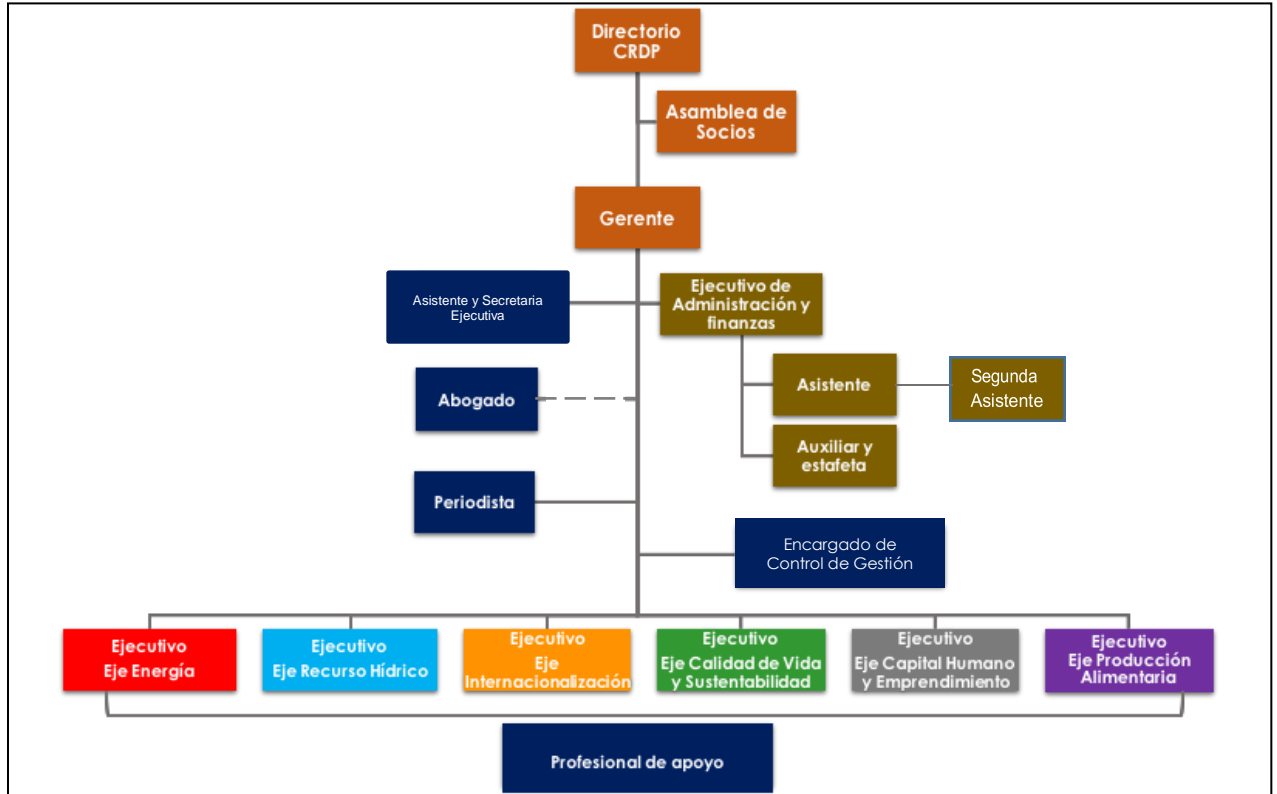 Directorio
CRDP
Asamblea de
Socios
Gerente
Asistente y Secretaria
Ejecutiva
Ejecutivo de
Administración y
finanzas
Abogado
Asistente
Segunda
Asistente
Auxiliar y
estafeta
Periodista
Encargado de
Control de Gestión
Ejecutivo
Eje Energía
Ejecutivo
Eje Recurso Hídrico
Ejecutivo
Eje
Internacionalización
Ejecutivo
Eje Calidad de Vida
y Sustentabilidad
Ejecutivo
Eje Capital Humano
y Emprendimiento
Ejecutivo
Eje Producción
Alimentaria
Profesional de apoyo